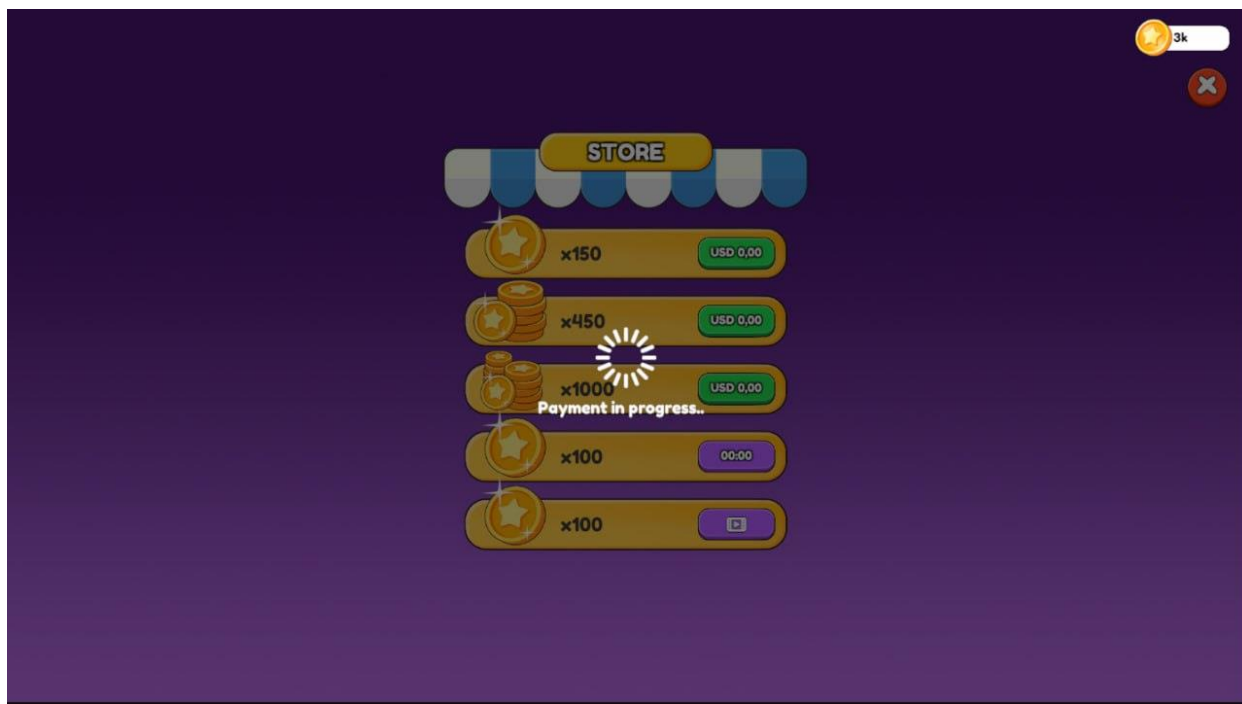 3k
STORE
x150
USD 0,00
x450
USD 0,00
x1000
USD 0,00
Payment in progress..
x100
00:00
x100